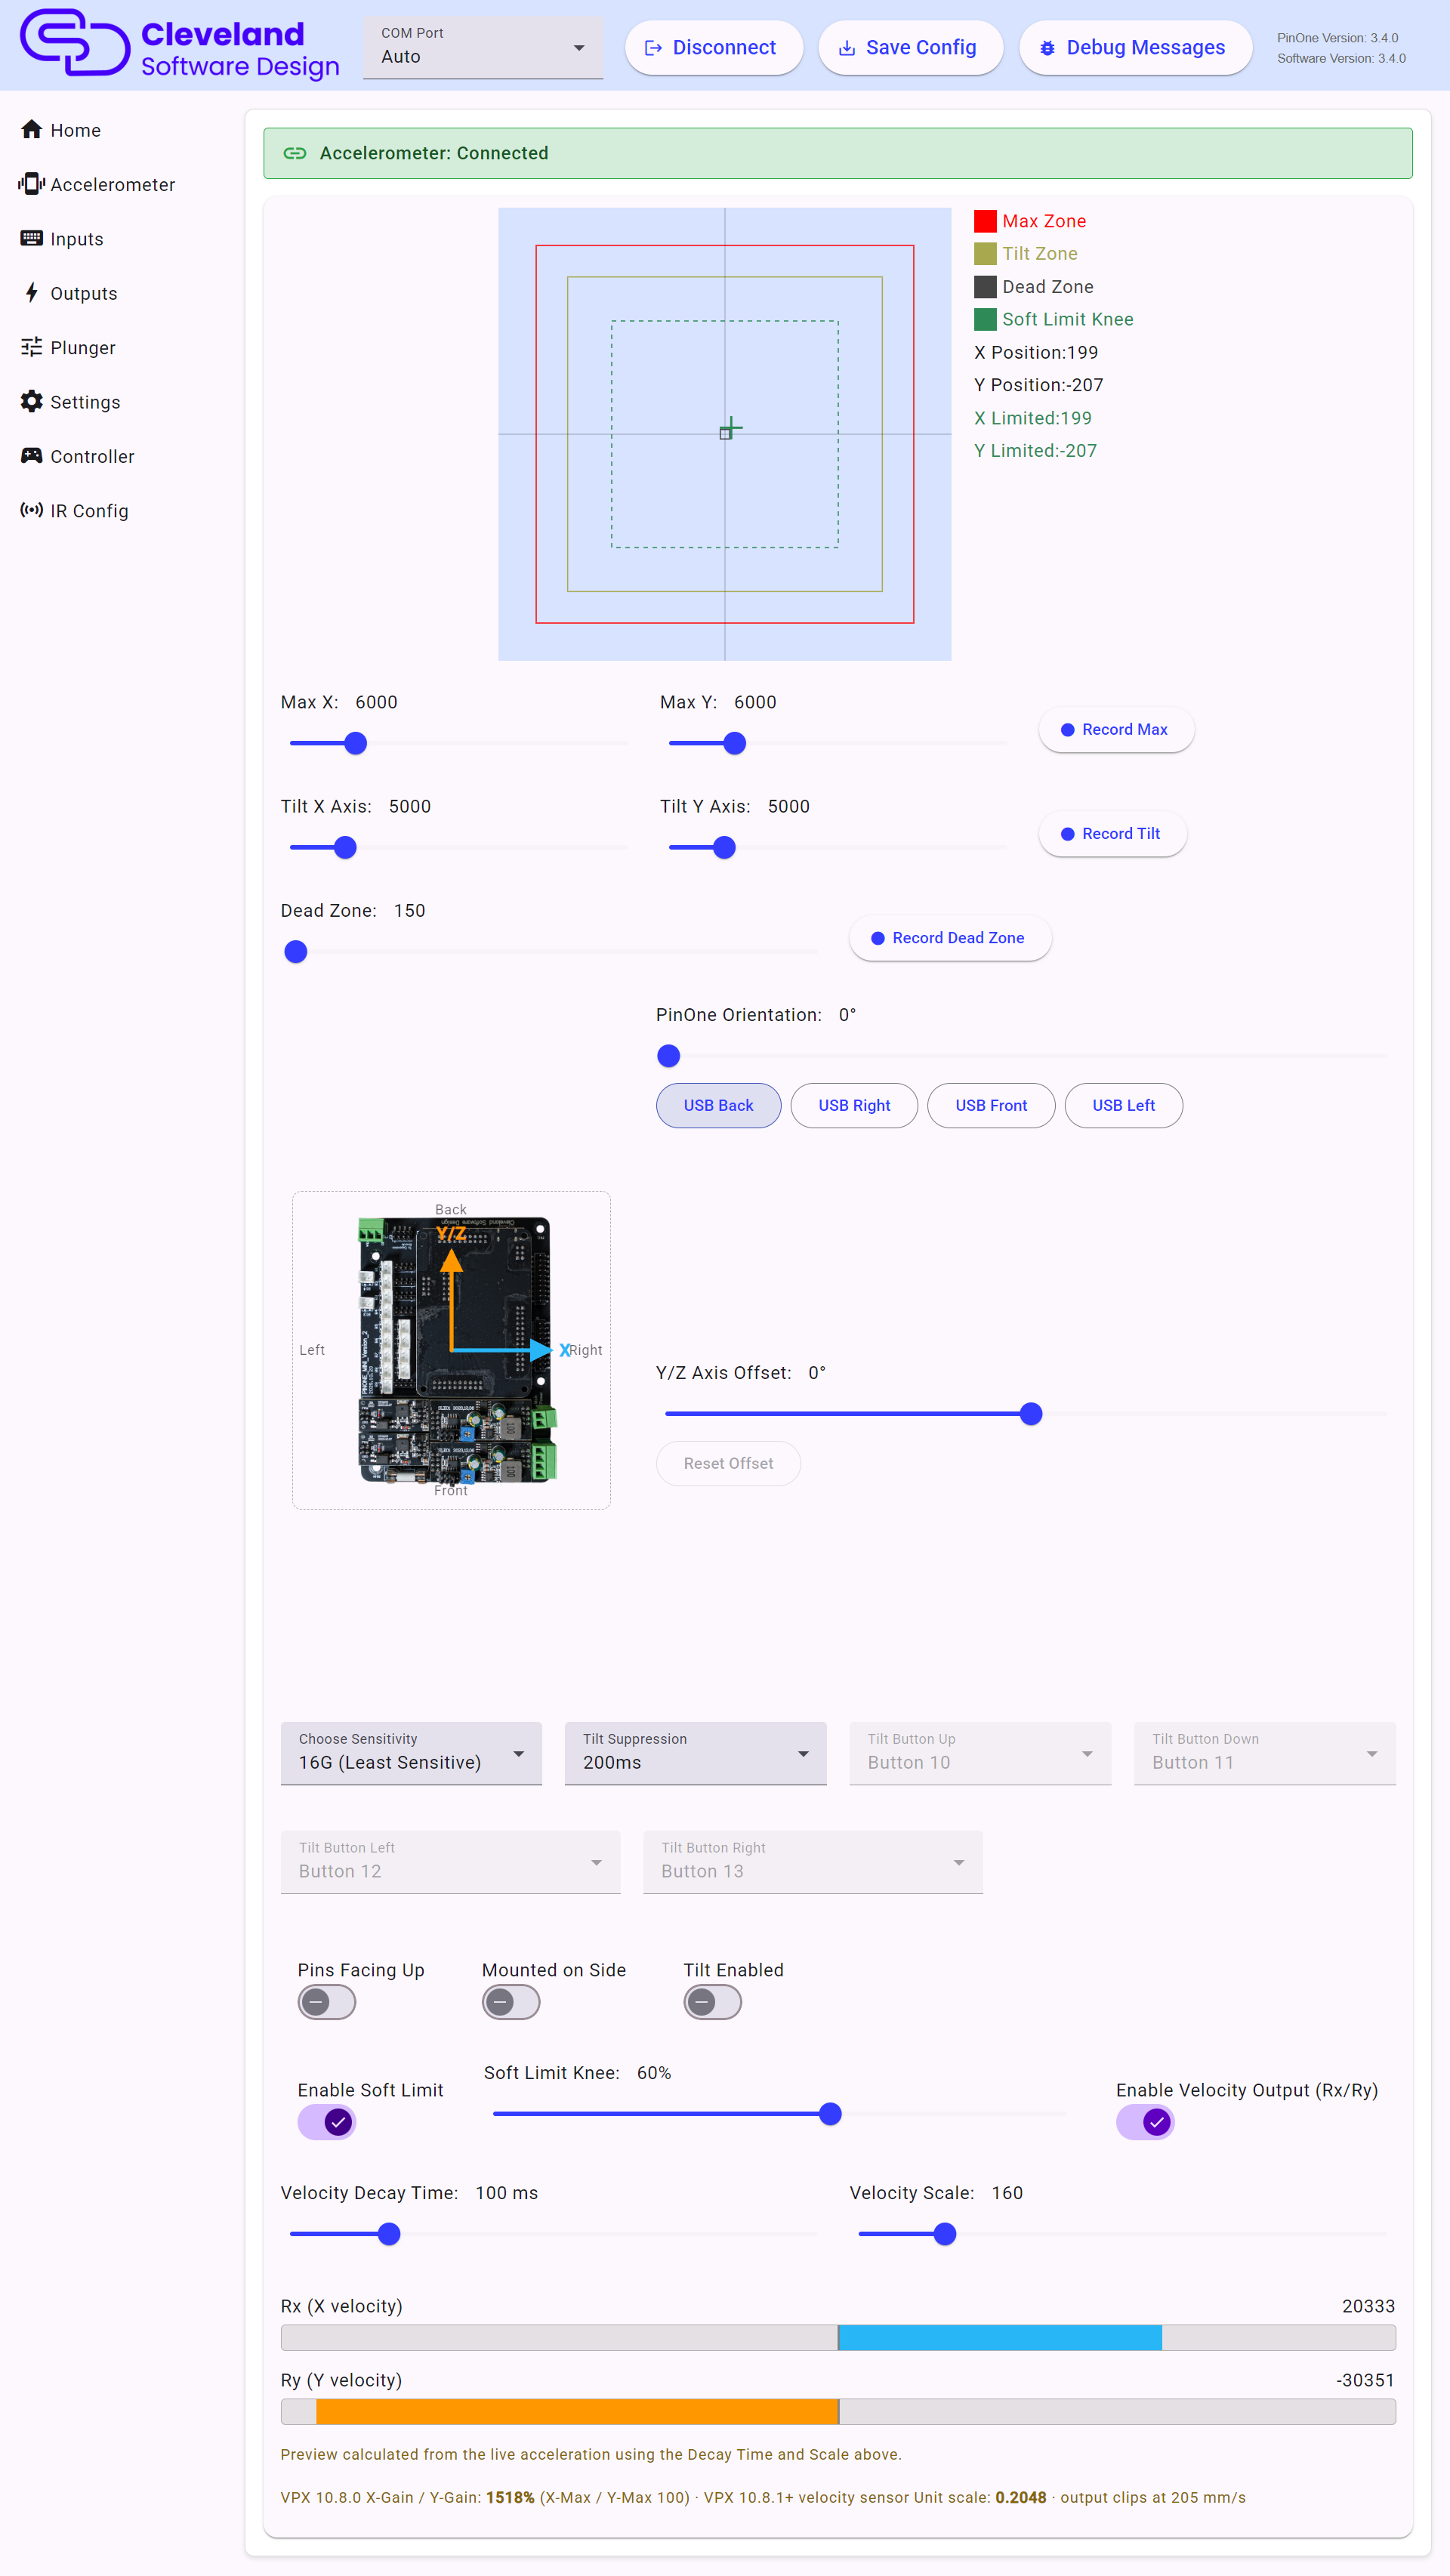 Cleveland
Software Design
COM Port
Auto
Disconnect
Save Config
Debug Messages
PinOne Version: 3.4.0
Software Version: 3.4.0
Home
Accelerometer
Inputs
Outputs
Plunger
Settings
Controller
IR Config
Accelerometer: Connected
Max Zone
Tilt Zone
Dead Zone
Soft Limit Knee
X Position:199
Y Position:-207
X Limited:199
Y Limited:-207
Max X: 6000
Max Y: 6000
Record Max
Tilt X Axis: 5000
Tilt Y Axis: 5000
Record Tilt
Dead Zone: 150
Record Dead Zone
PinOne Orientation: 0°
USB Back
USB Right
USB Front
USB Left
Back
Y/Z
Left
X
Right
Front
Y/Z Axis Offset: 0°
Reset Offset
Choose Sensitivity
16G (Least Sensitive)
Tilt Suppression
200ms
Tilt Button Up
Button 10
Tilt Button Down
Button 11
Tilt Button Left
Button 12
Tilt Button Right
Button 13
Pins Facing Up
Mounted on Side
Tilt Enabled
Enable Soft Limit
Soft Limit Knee: 60%
Enable Velocity Output (Rx/Ry)
Velocity Decay Time: 100 ms
Velocity Scale: 160
Rx (X velocity)
20333
Ry (Y velocity)
-30351
Preview calculated from the live acceleration using the Decay Time and Scale above.
VPX 10.8.0 X-Gain / Y-Gain: 1518% (X-Max / Y-Max 100) · VPX 10.8.1+ velocity sensor Unit scale: 0.2048 · output clips at 205 mm/s